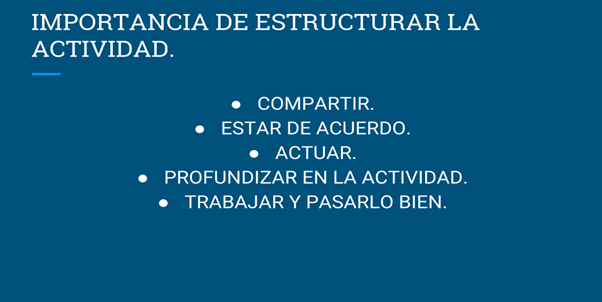 IMPORTANCIA DE ESTRUCTURAR LA
ACTIVIDAD.
● COMPARTIR.
● ESTAR DE ACUERDO.
● ACTUAR.
● PROFUNDIZAR EN LA ACTIVIDAD.
● TRABAJAR Y PASARLO BIEN.